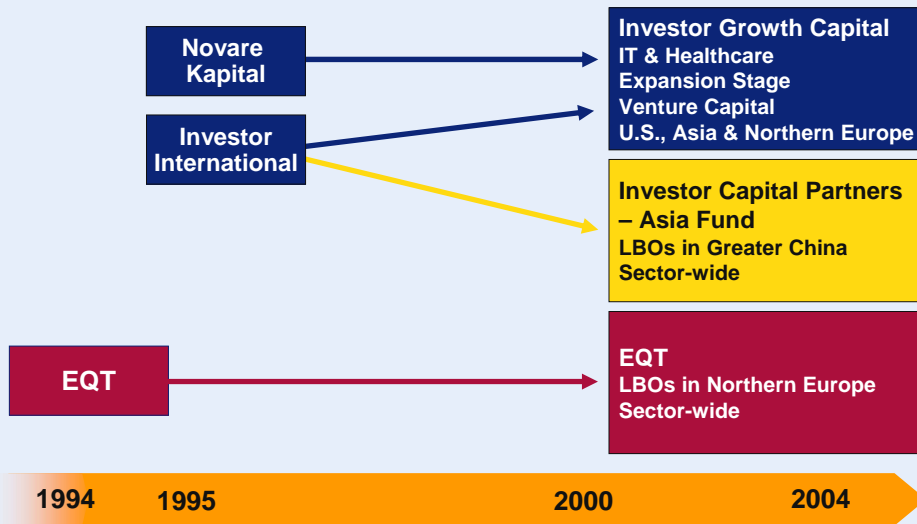 Novare
Kapital
Investor
International
Investor Growth Capital
IT & Healthcare
Expansion Stage
Venture Capital
U.S., Asia & Northern Europe
Investor Capital Partners
– Asia Fund
LBOs in Greater China
Sector-wide
EQT
EQT
LBOs in Northern Europe
Sector-wide
1994 1995 2000 2004